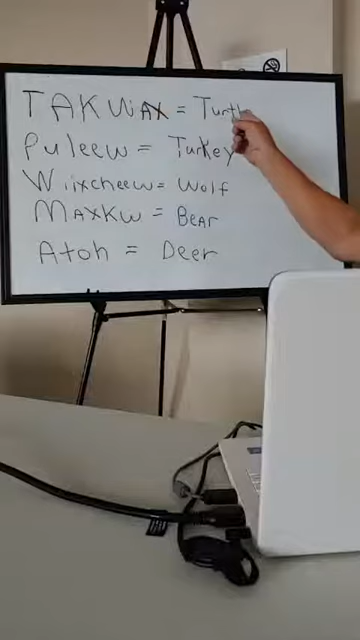 TAKWAX = Turtle
Puleew = Turkey
Wiixcheew = Wolf
MAXKW = BEAR
Atoh = Deer